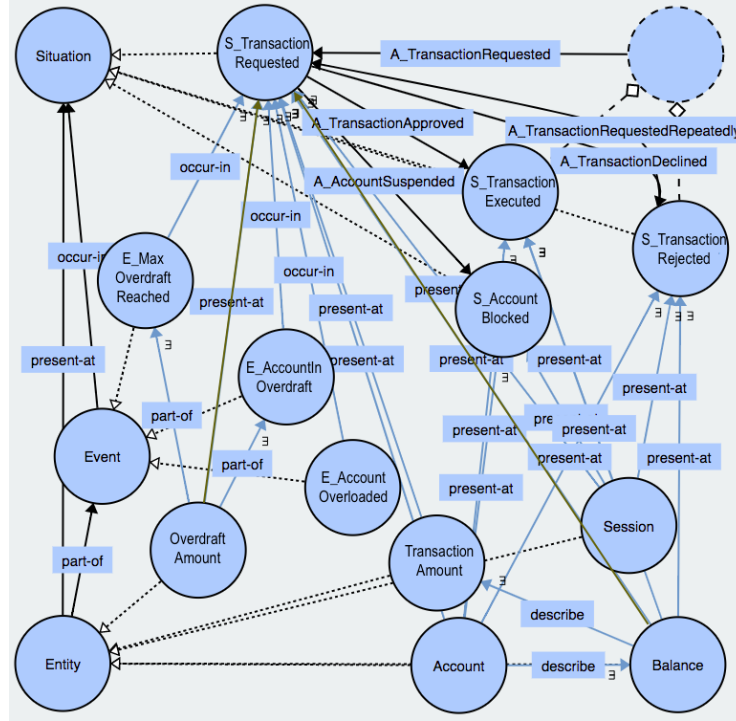 Situation
S_Transaction
Requested
A_TransactionRequested
A_TransactionApproved
A_TransactionRequestedRepeatedly
A_TransactionDeclined
occur-in
A_AccountSuspended
S_Transaction
Executed
occur-in
S_Transaction
Rejected
occur-in
E_Max
Overdraft
Reached
occur-in
present-at
S_Account
Blocked
present-at
present-at
present-at
present-at
present-at
present-at
E_AccountIn
Overdraft
part-of
present-at
present-at
Event
part-of
present-at
present-at
E_Account
Overloaded
present-at
Overdraft
Amount
Session
part-of
Transaction
Amount
describe
Entity
Account
describe
Balance